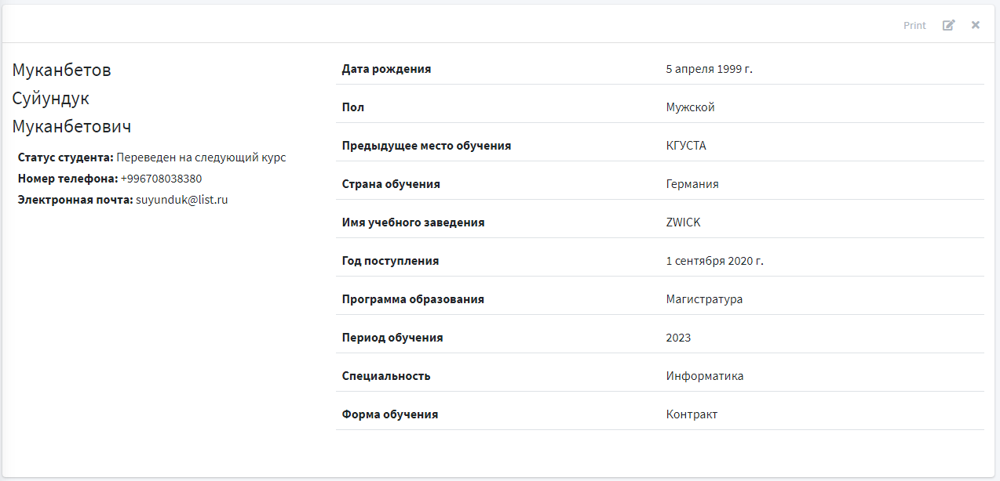 Print
Муканбетов
Суйундук
Муканбетович
Статус студента: Переведен на следующий курс
Номер телефона: +996708038380
Электронная почта: suyunduk@list.ru
Дата рождения 5 апреля 1999 г.
Пол Мужской
Предыдущее место обучения КГУСТА
Страна обучения Германия
Имя учебного заведения ZWICK
Год поступления 1 сентября 2020 г.
Программа образования Магистратура
Период обучения 2023
Специальность Информатика
Форма обучения Контракт